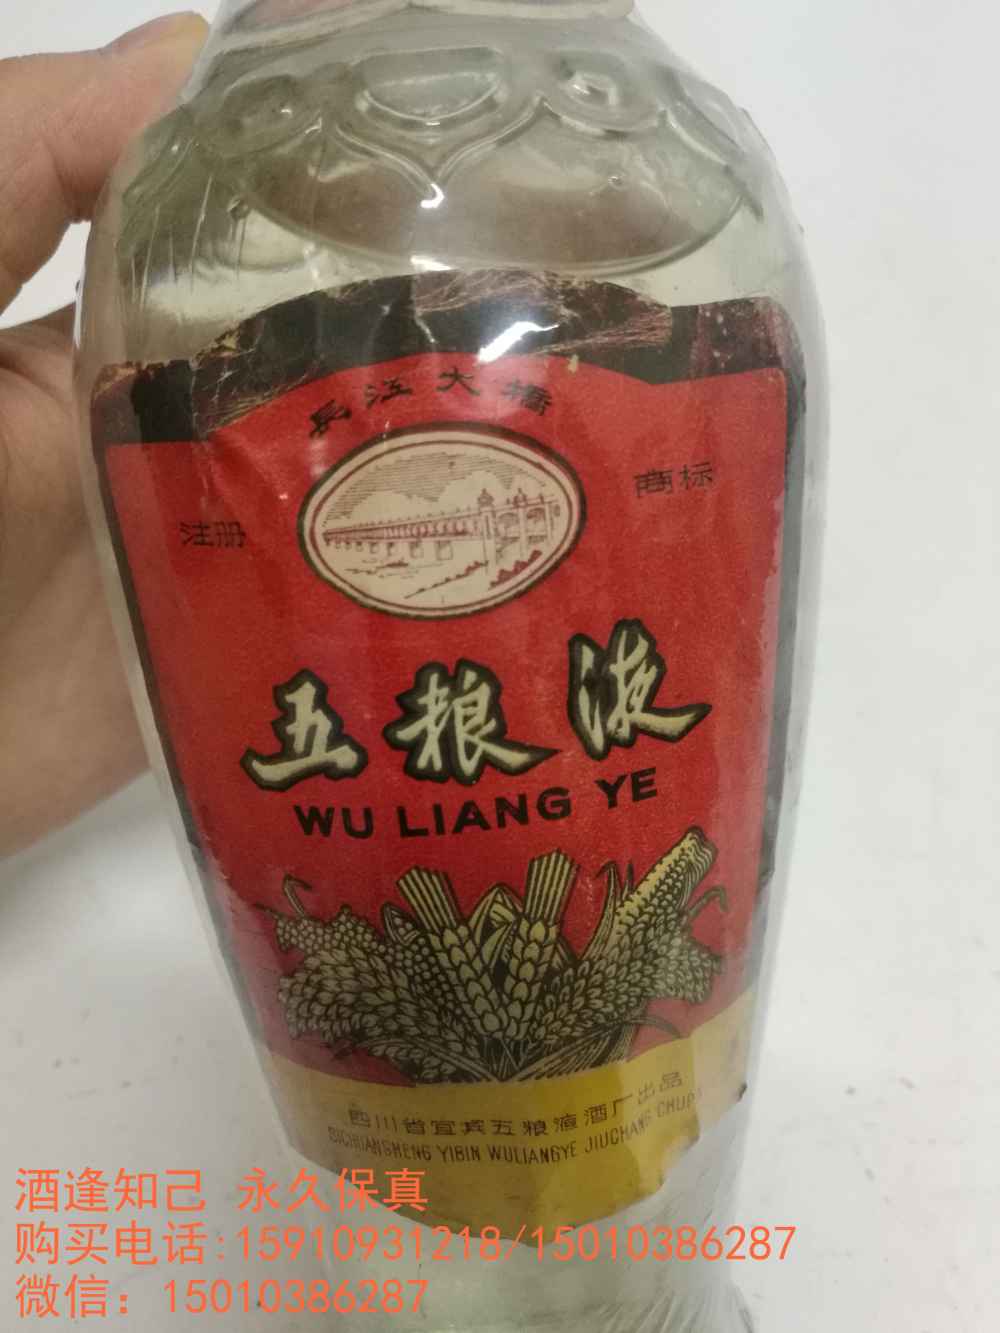 長江大橋
注册
商标
五粮液
WU LIANG YE
四川省宜宾五粮液酒厂出品
SICHUANSHENG YIBIN WULIANGYE JIUCHANG CHUPIN
酒逢知己 永久保真
购买电话:15910931218/15010386287
微信：15010386287